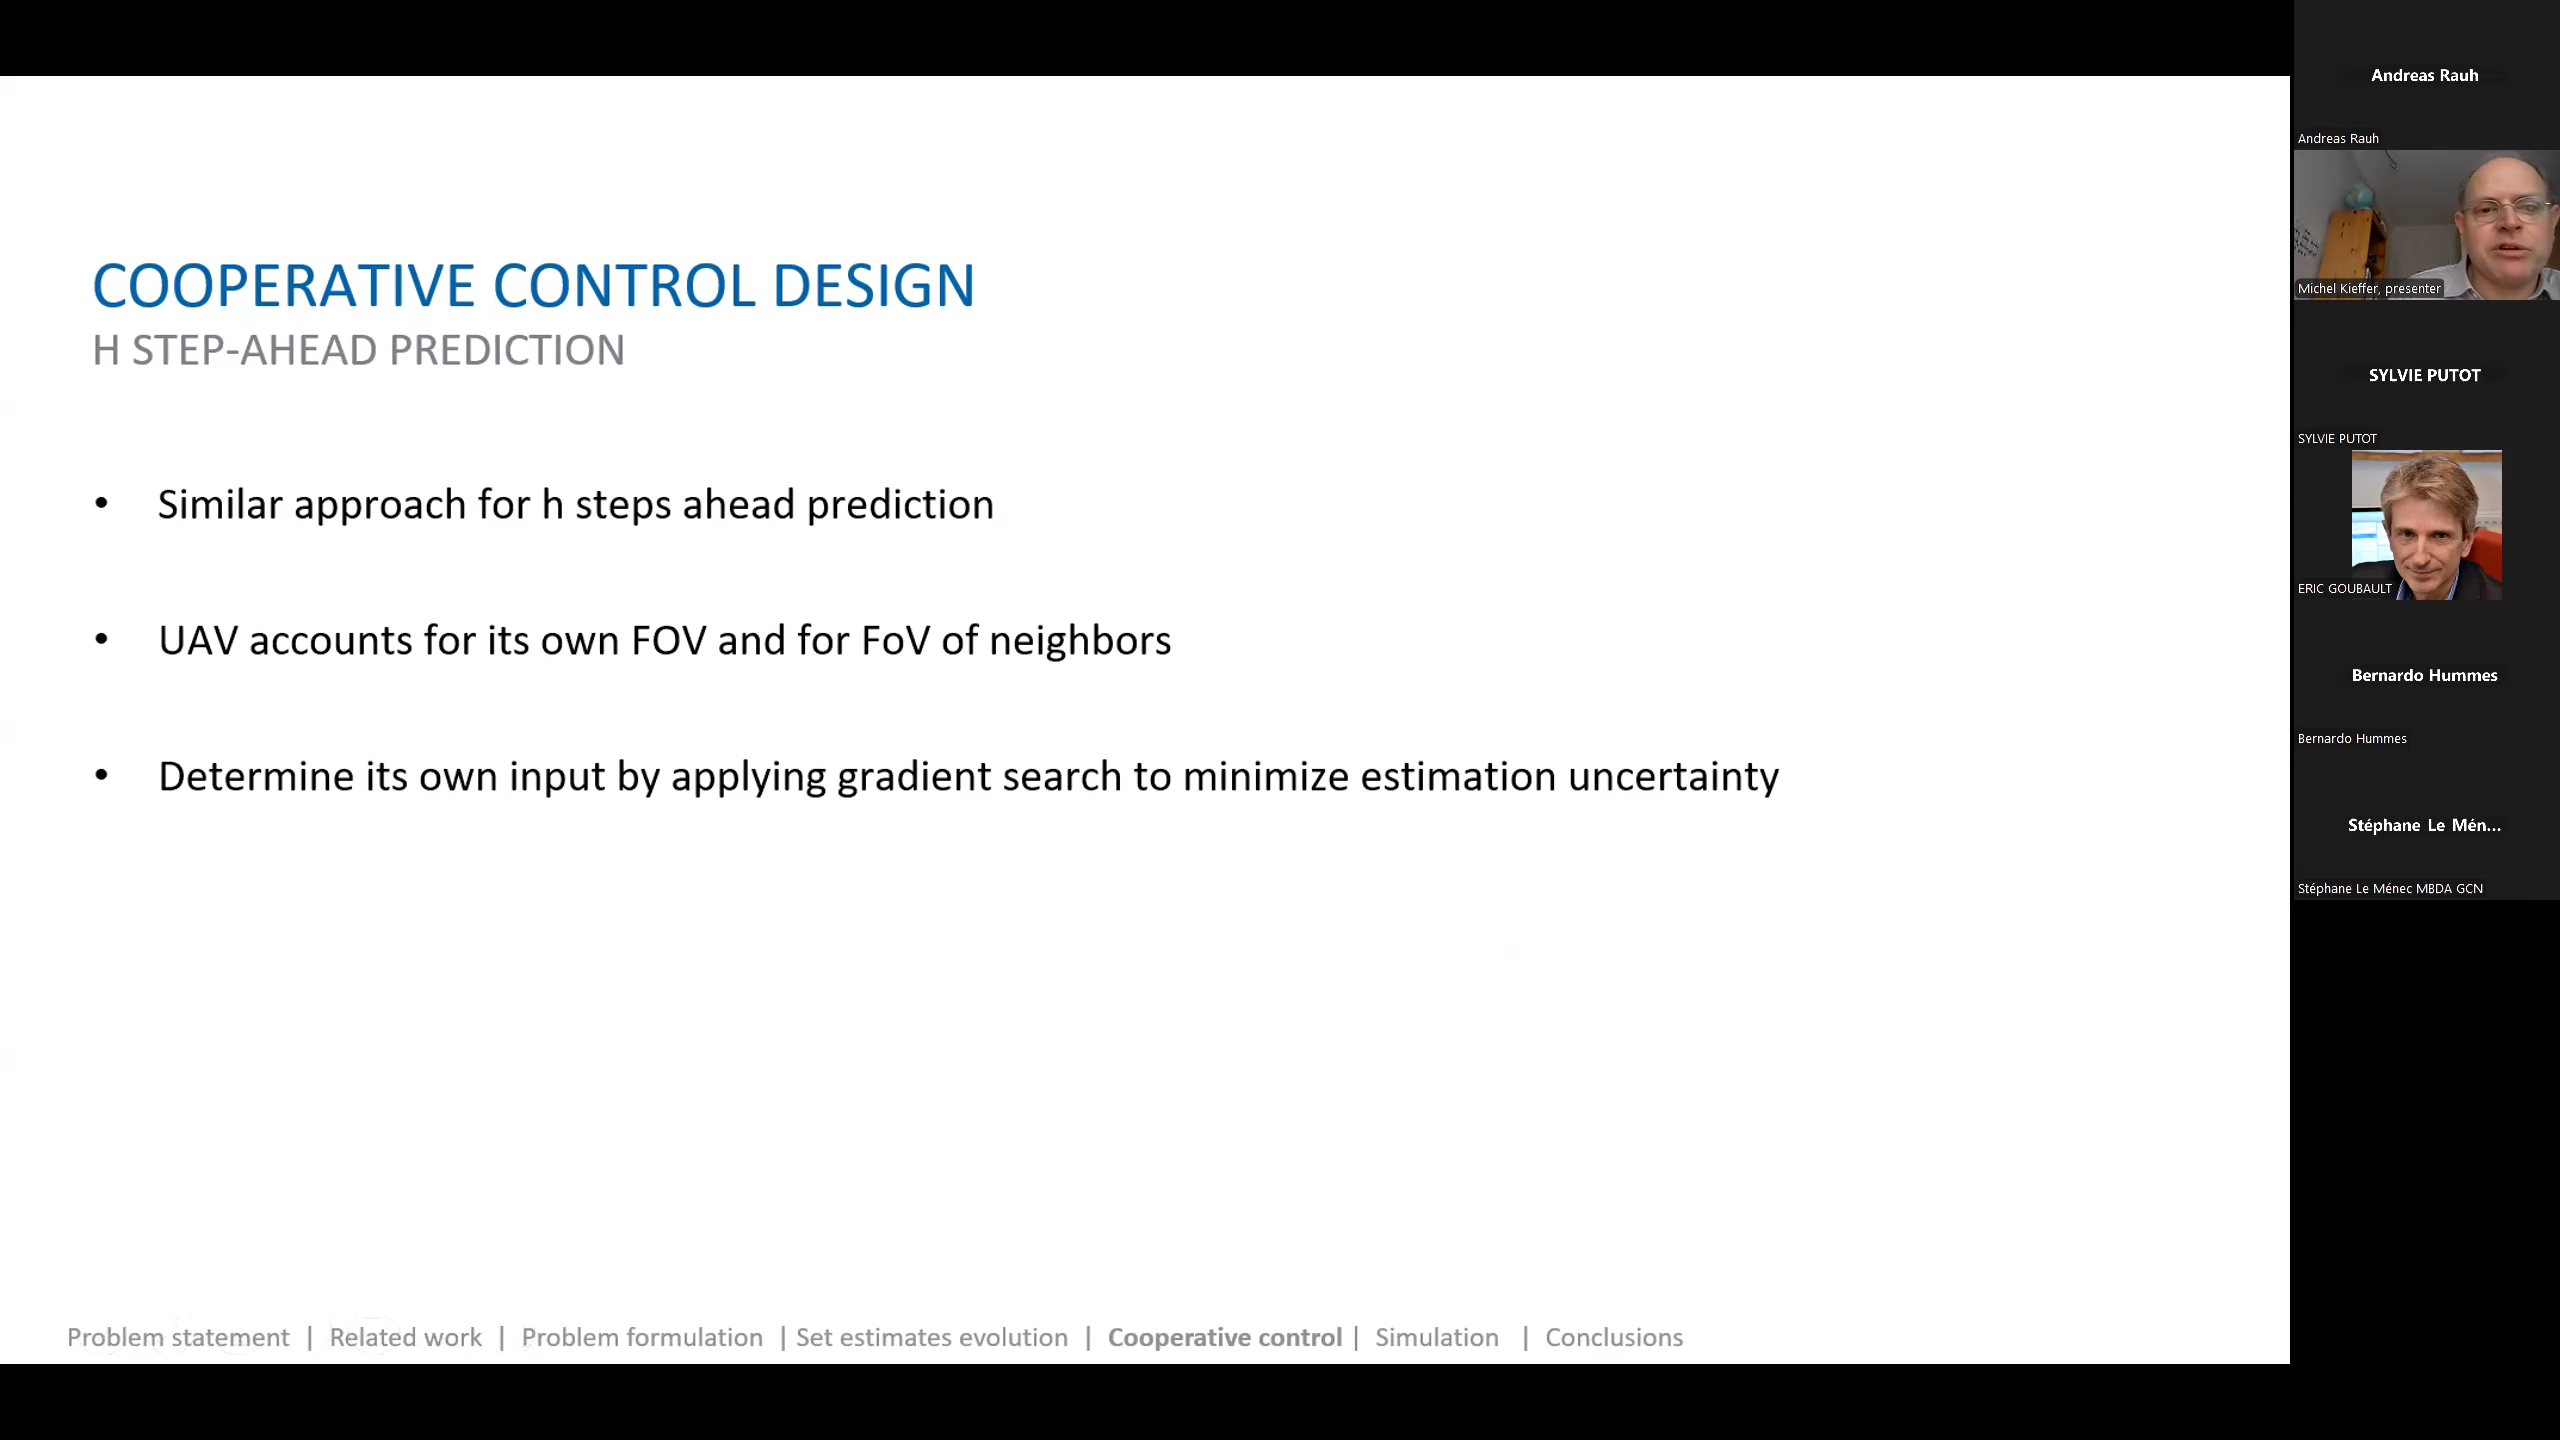 COOPERATIVE CONTROL DESIGN
H STEP-AHEAD PREDICTION
• Similar approach for h steps ahead prediction
• UAV accounts for its own FOV and for FoV of neighbors
• Determine its own input by applying gradient search to minimize estimation uncertainty
Problem statement | Related work | Problem formulation | Set estimates evolution | Cooperative control | Simulation | Conclusions
Andreas Rauh
Andreas Rauh
Michel Kieffer, presenter
SYLVIE PUTOT
SYLVIE PUTOT
ERIC GOUBAULT
Bernardo Hummes
Bernardo Hummes
Stéphane Le Mén...
Stéphane Le Ménec MBDA GCN